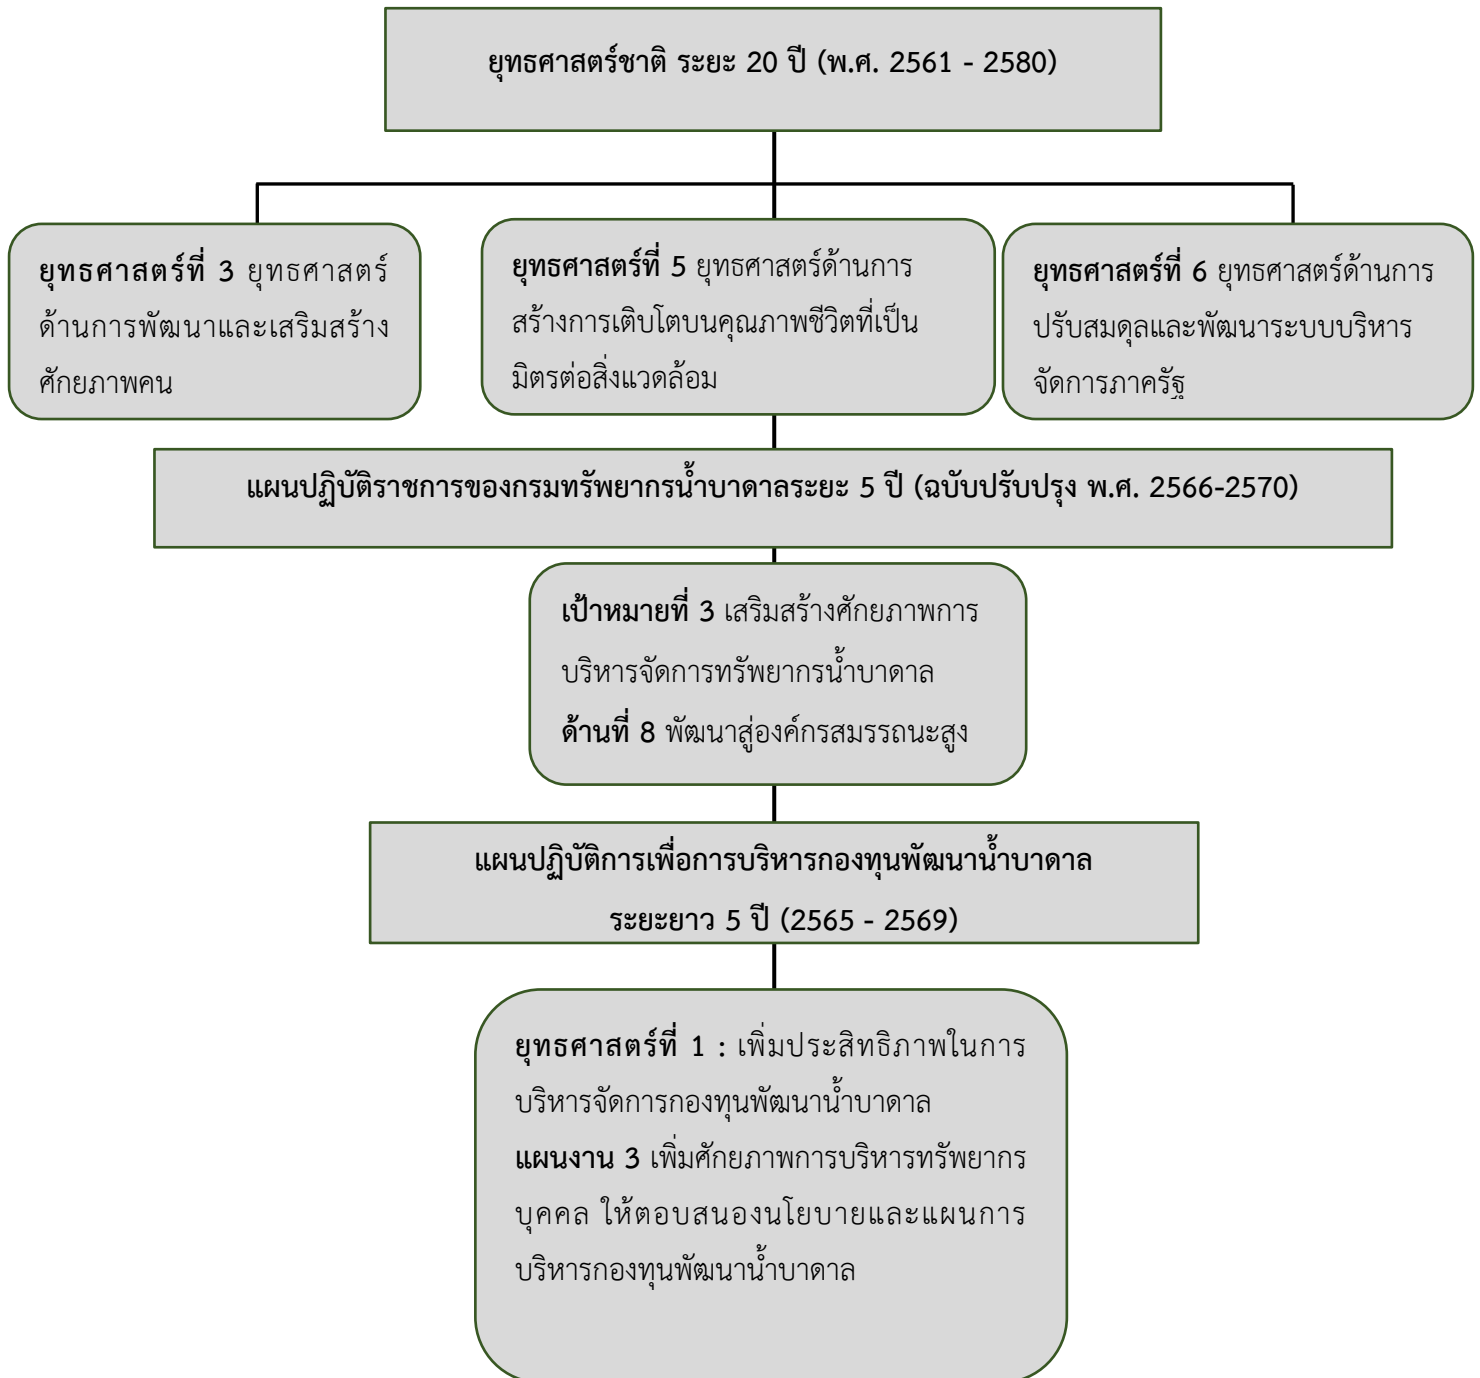 ยุทธศาสตร์ชาติ ระยะ 20 ปี (พ.ศ. 2561 - 2580)
ยุทธศาสตร์ที่ 3 ยุทธศาสตร์
ด้านการพัฒนาและเสริมสร้าง
ศักยภาพคน
ยุทธศาสตร์ที่ 5 ยุทธศาสตร์ด้านการ
สร้างการเติบโตบนคุณภาพชีวิตที่เป็น
มิตรต่อสิ่งแวดล้อม
ยุทธศาสตร์ที่ 6 ยุทธศาสตร์ด้านการ
ปรับสมดุลและพัฒนาระบบบริหาร
จัดการภาครัฐ
แผนปฏิบัติราชการของกรมทรัพยากรน้ำบาดาลระยะ 5 ปี (ฉบับปรับปรุง พ.ศ. 2566-2570)
เป้าหมายที่ 3 เสริมสร้างศักยภาพการ
บริหารจัดการทรัพยากรน้ำบาดาล
ด้านที่ 8 พัฒนาสู่องค์กรสมรรถนะสูง
แผนปฏิบัติการเพื่อการบริหารกองทุนพัฒนาน้ำบาดาล
ระยะยาว 5 ปี (2565 - 2569)
ยุทธศาสตร์ที่ 1 : เพิ่มประสิทธิภาพในการ
บริหารจัดการกองทุนพัฒนาน้ำบาดาล
แผนงาน 3 เพิ่มศักยภาพการบริหารทรัพยากร
บุคคล ให้ตอบสนองนโยบายและแผนการ
บริหารกองทุนพัฒนาน้ำบาดาล